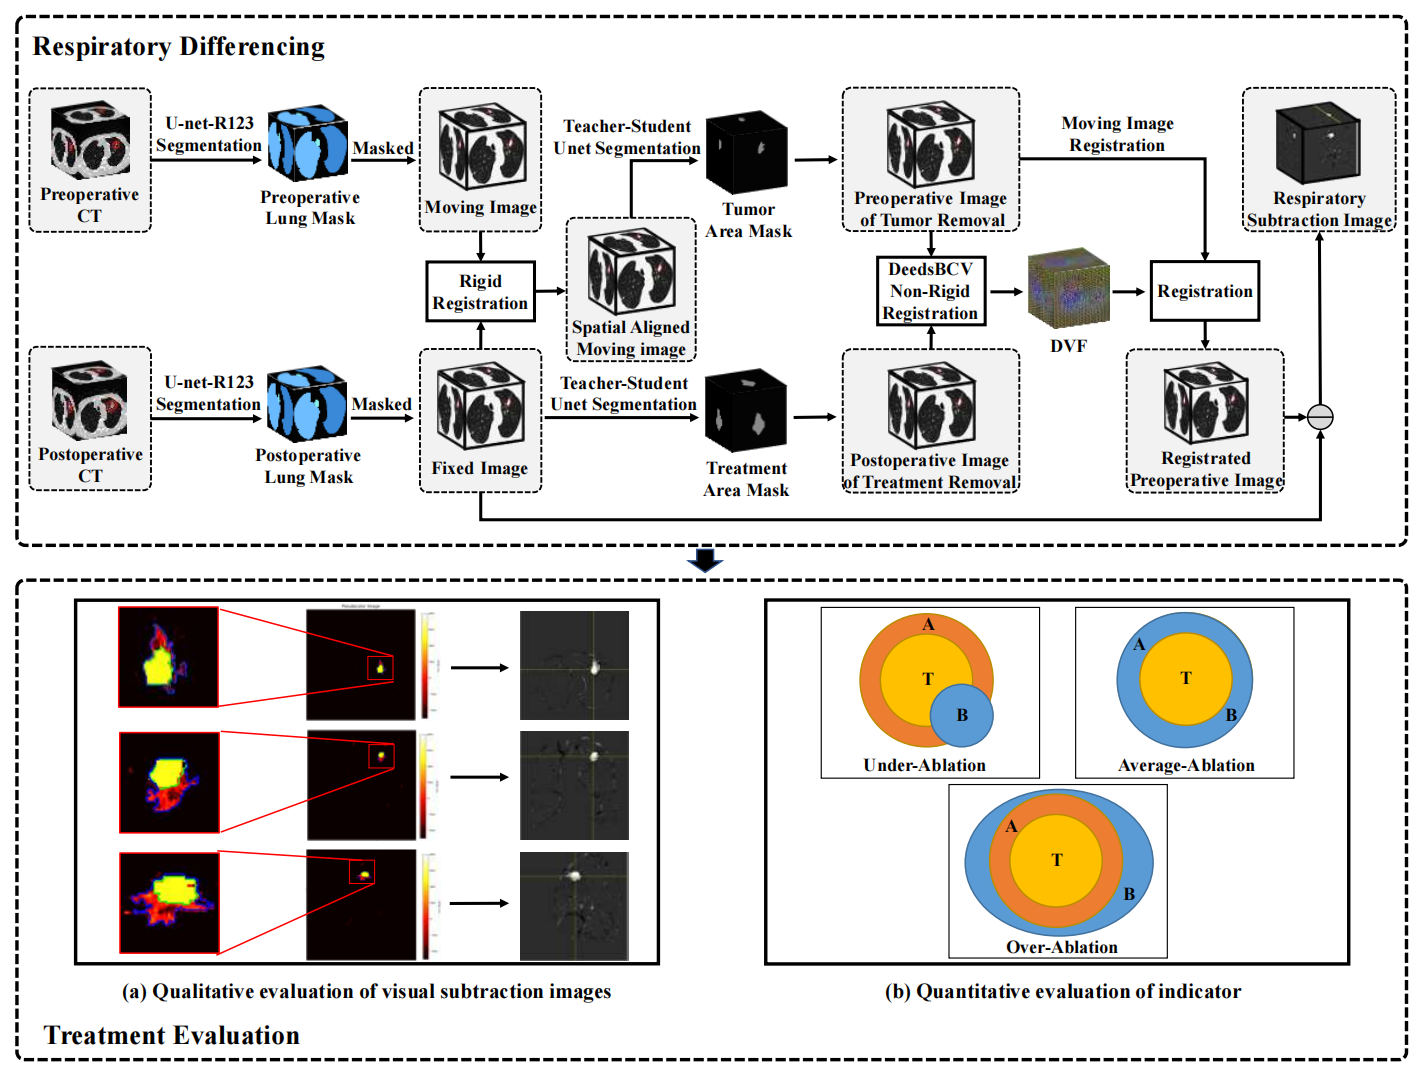 Respiratory Differencing
U-net-R123
Segmentation
Masked
Preoperative
CT
Preoperative
Lung Mask
Moving Image
Teacher-Student
Unet Segmentation
Tumor
Area Mask
Preoperative Image
of Tumor Removal
Moving Image
Registration
Respiratory
Subtraction Image
Rigid
Registration
Spatial Aligned
Moving image
DeedsBCV
Non-Rigid
Registration
DVF
Registration
U-net-R123
Segmentation
Masked
Postoperative
CT
Postoperative
Lung Mask
Fixed Image
Teacher-Student
Unet Segmentation
Treatment
Area Mask
Postoperative Image
of Treatment Removal
Registrated
Preoperative Image
A
T
B
Under-Ablation
A
T
B
Average-Ablation
A
T
B
Over-Ablation
(a) Qualitative evaluation of visual subtraction images
(b) Quantitative evaluation of indicator
Treatment Evaluation